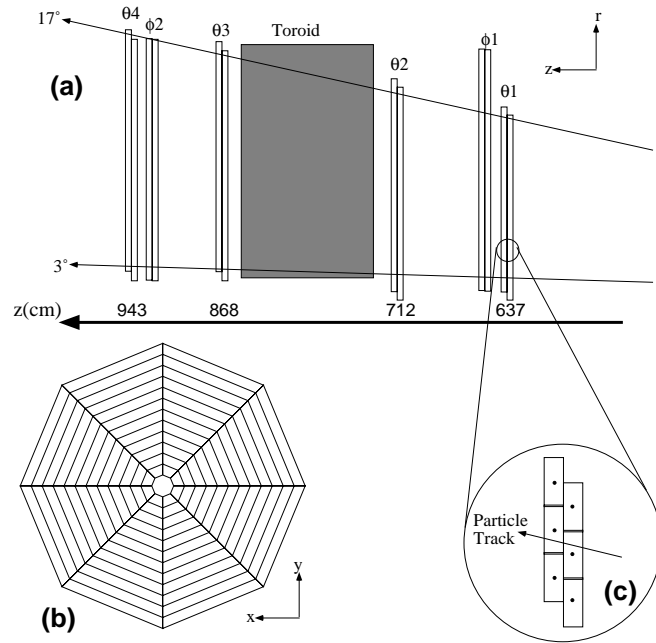 θ4
ϕ2
θ3
Toroid
ϕ1
r
17°
z
θ2
θ1
(a)
3°
z(cm)
943
868
712
637
Particle
Track
y
x
(b)
(c)